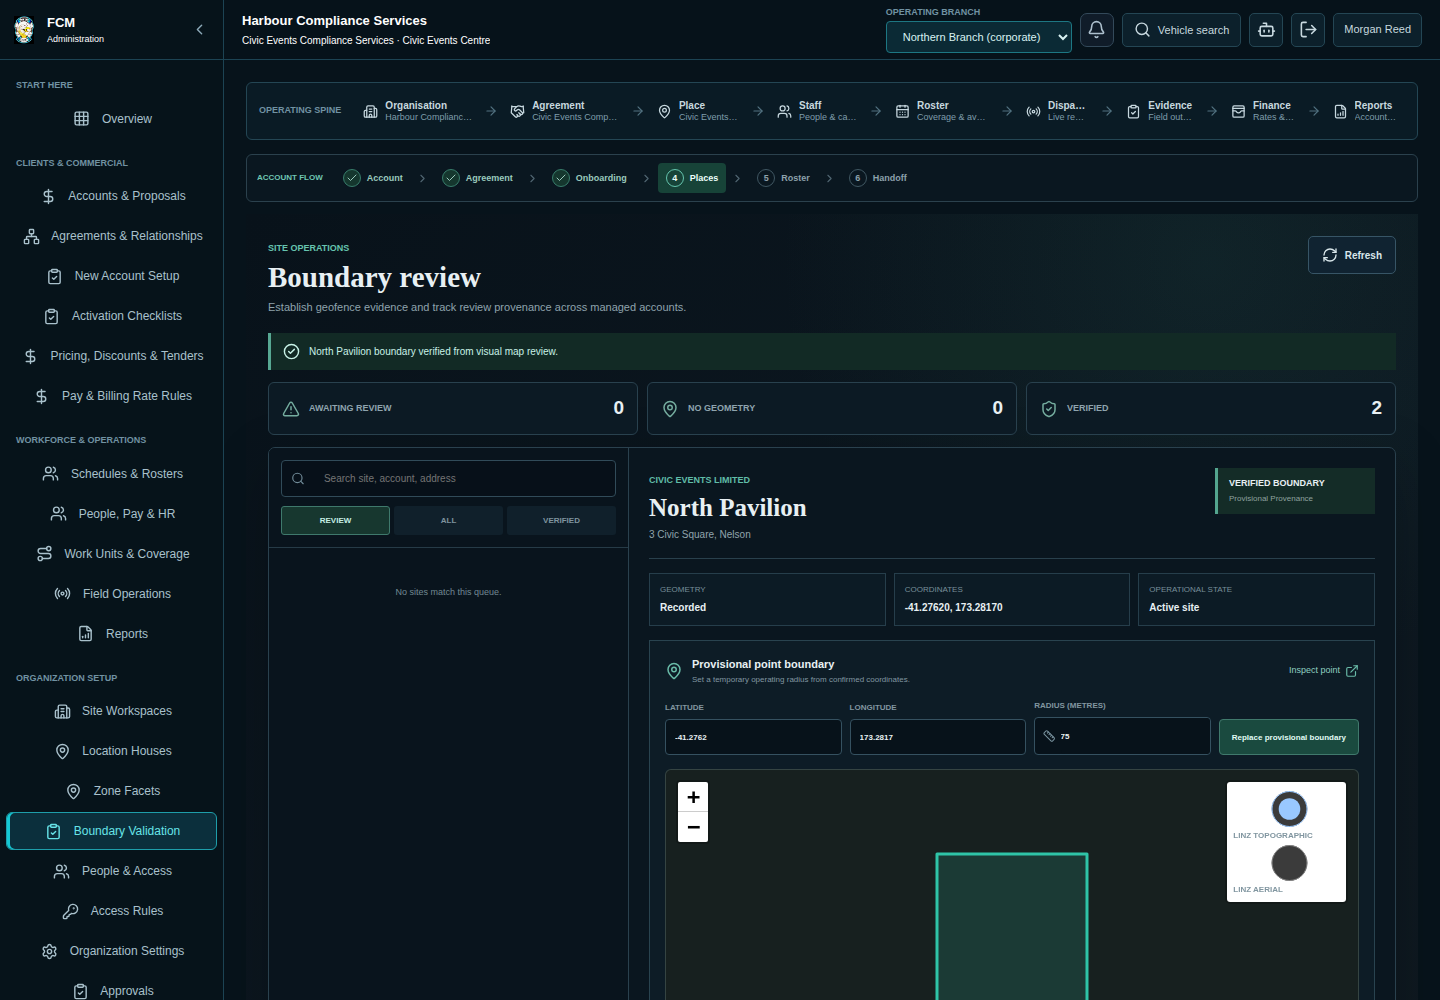 FCM
Administration
Harbour Compliance Services
Civic Events Compliance Services · Civic Events Centre
OPERATING BRANCH
Northern Branch (corporate)
Vehicle search
Morgan Reed
START HERE
Overview
CLIENTS & COMMERCIAL
Accounts & Proposals
Agreements & Relationships
New Account Setup
Activation Checklists
Pricing, Discounts & Tenders
Pay & Billing Rate Rules
WORKFORCE & OPERATIONS
Schedules & Rosters
People, Pay & HR
Work Units & Coverage
Field Operations
Reports
ORGANIZATION SETUP
Site Workspaces
Location Houses
Zone Facets
Boundary Validation
People & Access
Access Rules
Organization Settings
Approvals
OPERATING SPINE
Organisation
Harbour Complianc...
Agreement
Civic Events Comp...
Place
Civic Events...
Staff
People & ca...
Roster
Coverage & av...
Dispa...
Live re...
Evidence
Field out...
Finance
Rates &...
Reports
Account...
ACCOUNT FLOW
Account
Agreement
Onboarding
4 Places
5 Roster
6 Handoff
SITE OPERATIONS
Boundary review
Establish geofence evidence and track review provenance across managed accounts.
Refresh
North Pavilion boundary verified from visual map review.
AWAITING REVIEW 0
NO GEOMETRY 0
VERIFIED 2
Search site, account, address
REVIEW
ALL
VERIFIED
No sites match this queue.
CIVIC EVENTS LIMITED
North Pavilion
3 Civic Square, Nelson
VERIFIED BOUNDARY
Provisional Provenance
GEOMETRY
Recorded
COORDINATES
-41.27620, 173.28170
OPERATIONAL STATE
Active site
Provisional point boundary
Set a temporary operating radius from confirmed coordinates.
Inspect point
LATITUDE
-41.2762
LONGITUDE
173.2817
RADIUS (METRES)
75
Replace provisional boundary
+
−
LINZ TOPOGRAPHIC
LINZ AERIAL